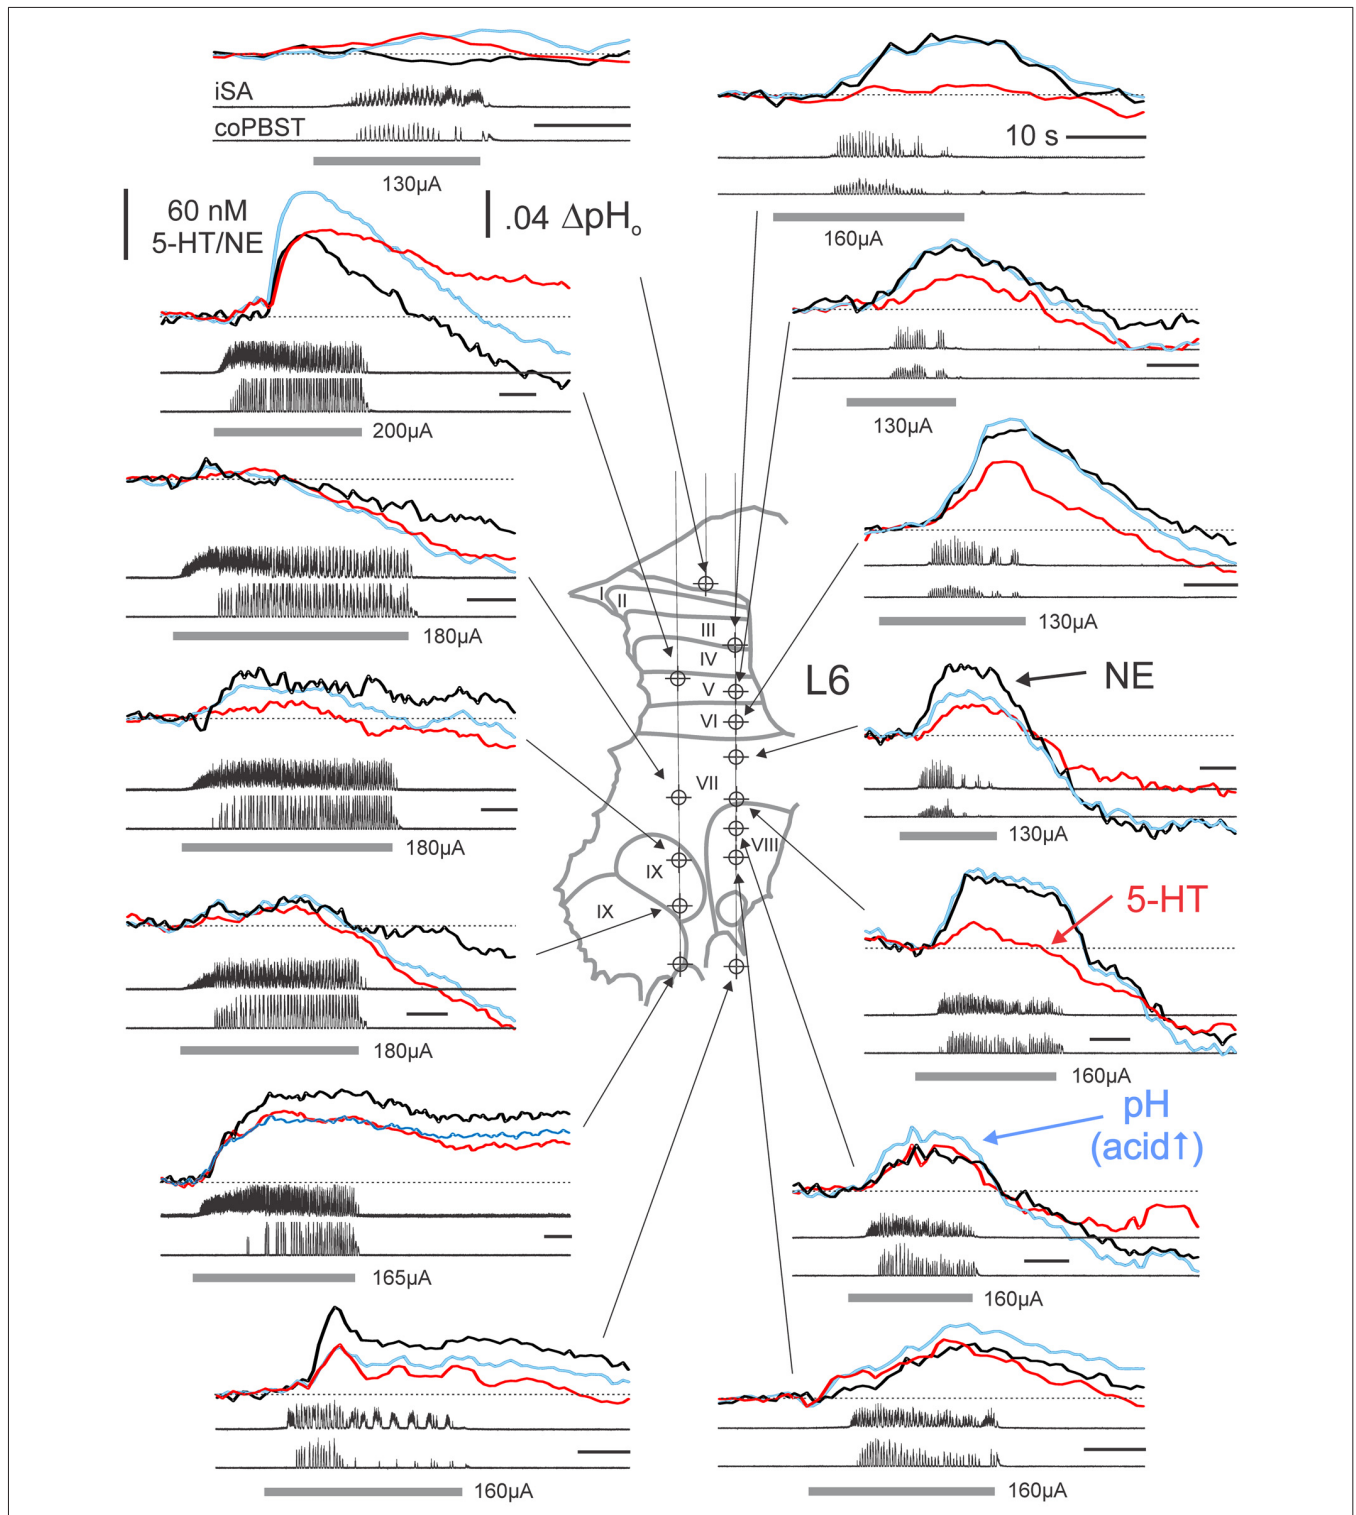 iSA
coPBST
130µA
10 s
160µA
60 nM
5-HT/NE
.04 ΔpHo
200µA
130µA
180µA
130µA
I
II
III
IV
V
VI
VII
VIII
IX
IX
L6
NE
180µA
130µA
5-HT
180µA
160µA
pH
(acid↑)
165µA
160µA
160µA
160µA